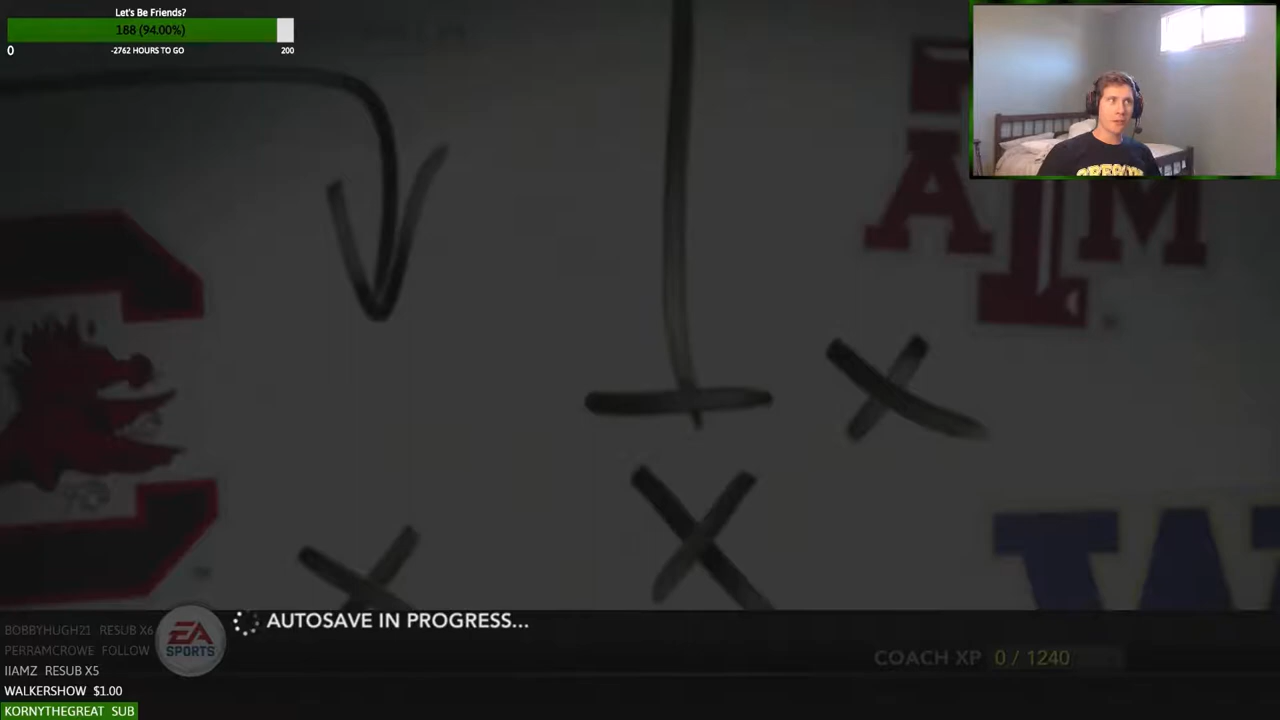 Let's Be Friends?
188 (94.00%)
0
-2762 HOURS TO GO
200
A
T
M
AUTOSAVE IN PROGRESS...
EA
SPORTS
COACH XP 0 / 1240
BOBBYHUGH21 RESUB X6
PERRAMCROWE FOLLOW
IIAMZ RESUB X5
WALKERSHOW $1.00
KORNYTHEGREAT SUB